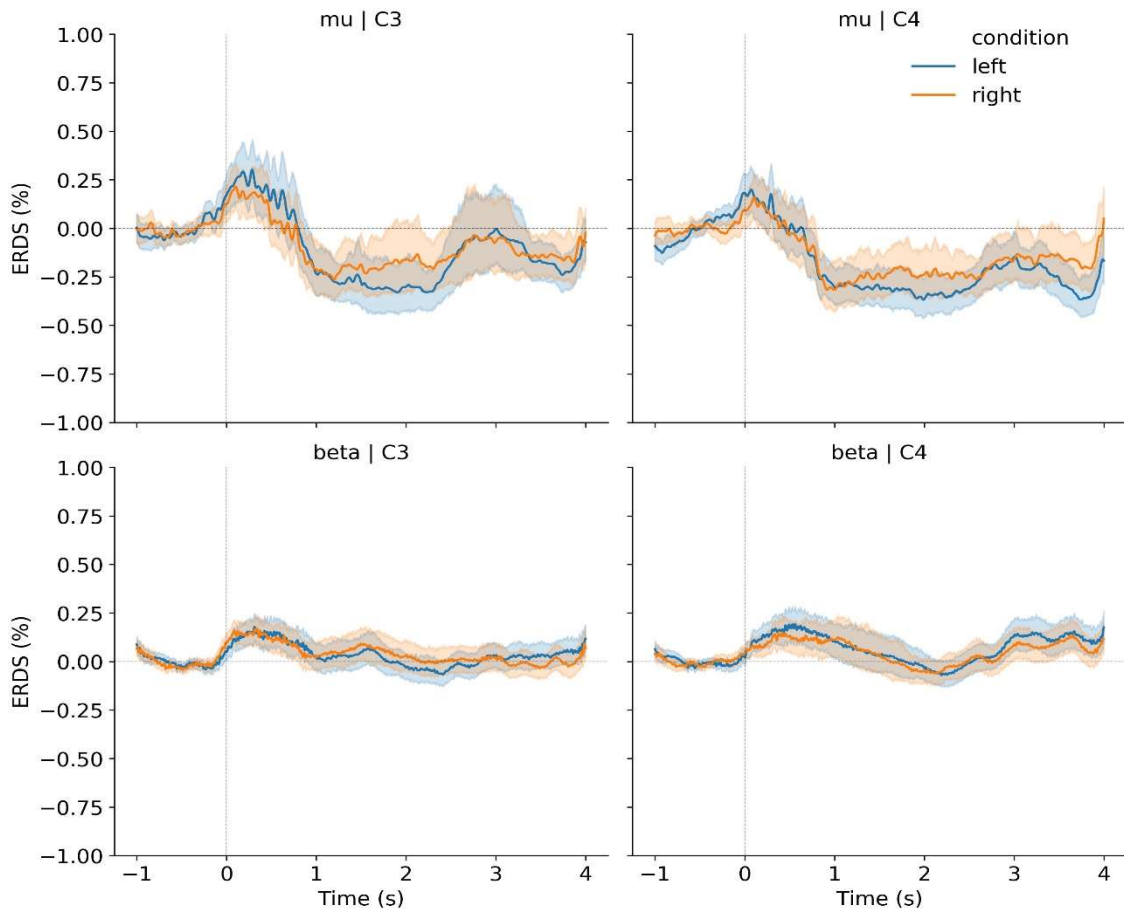 mu | C3
1.00
0.75
0.50
0.25
0.00
−0.25
−0.50
−0.75
−1.00
ERDS (%)
mu | C4
condition
left
right
beta | C3
1.00
0.75
0.50
0.25
0.00
−0.25
−0.50
−0.75
−1.00
ERDS (%)
−1 0 1 2 3 4
Time (s)
beta | C4
−1 0 1 2 3 4
Time (s)